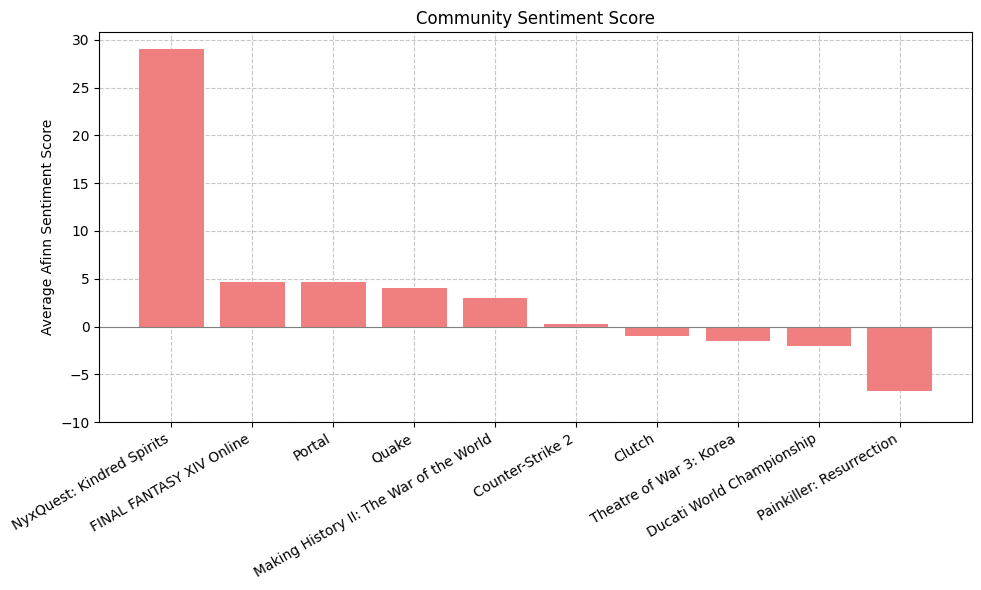 Community Sentiment Score
Average Afinn Sentiment Score
30
25
20
15
10
5
0
−5
−10
NyxQuest: Kindred Spirits
FINAL FANTASY XIV Online
Portal
Quake
Making History II: The War of the World
Counter-Strike 2
Clutch
Theatre of War 3: Korea
Ducati World Championship
Painkiller: Resurrection